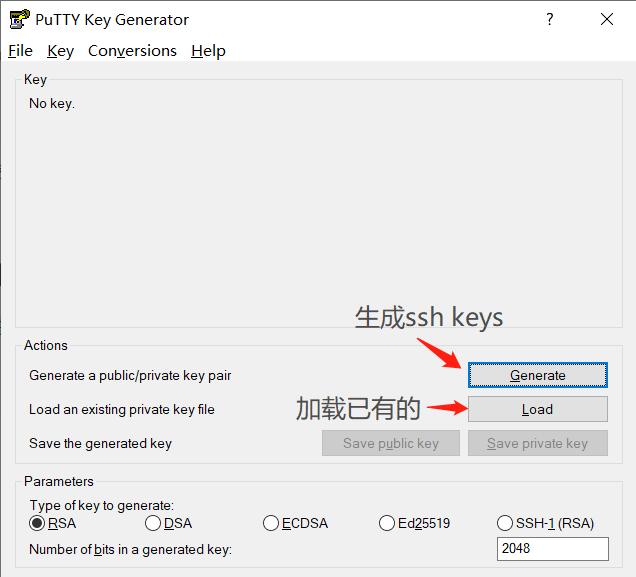 PuTTY Key Generator
?
File Key Conversions Help
Key
No key.
生成ssh keys
Actions
Generate a public/private key pair
Generate
Load an existing private key file
加载已有的
Load
Save the generated key
Save public key
Save private key
Parameters
Type of key to generate:
RSA DSA ECDSA Ed25519 SSH-1 (RSA)
Number of bits in a generated key:
2048